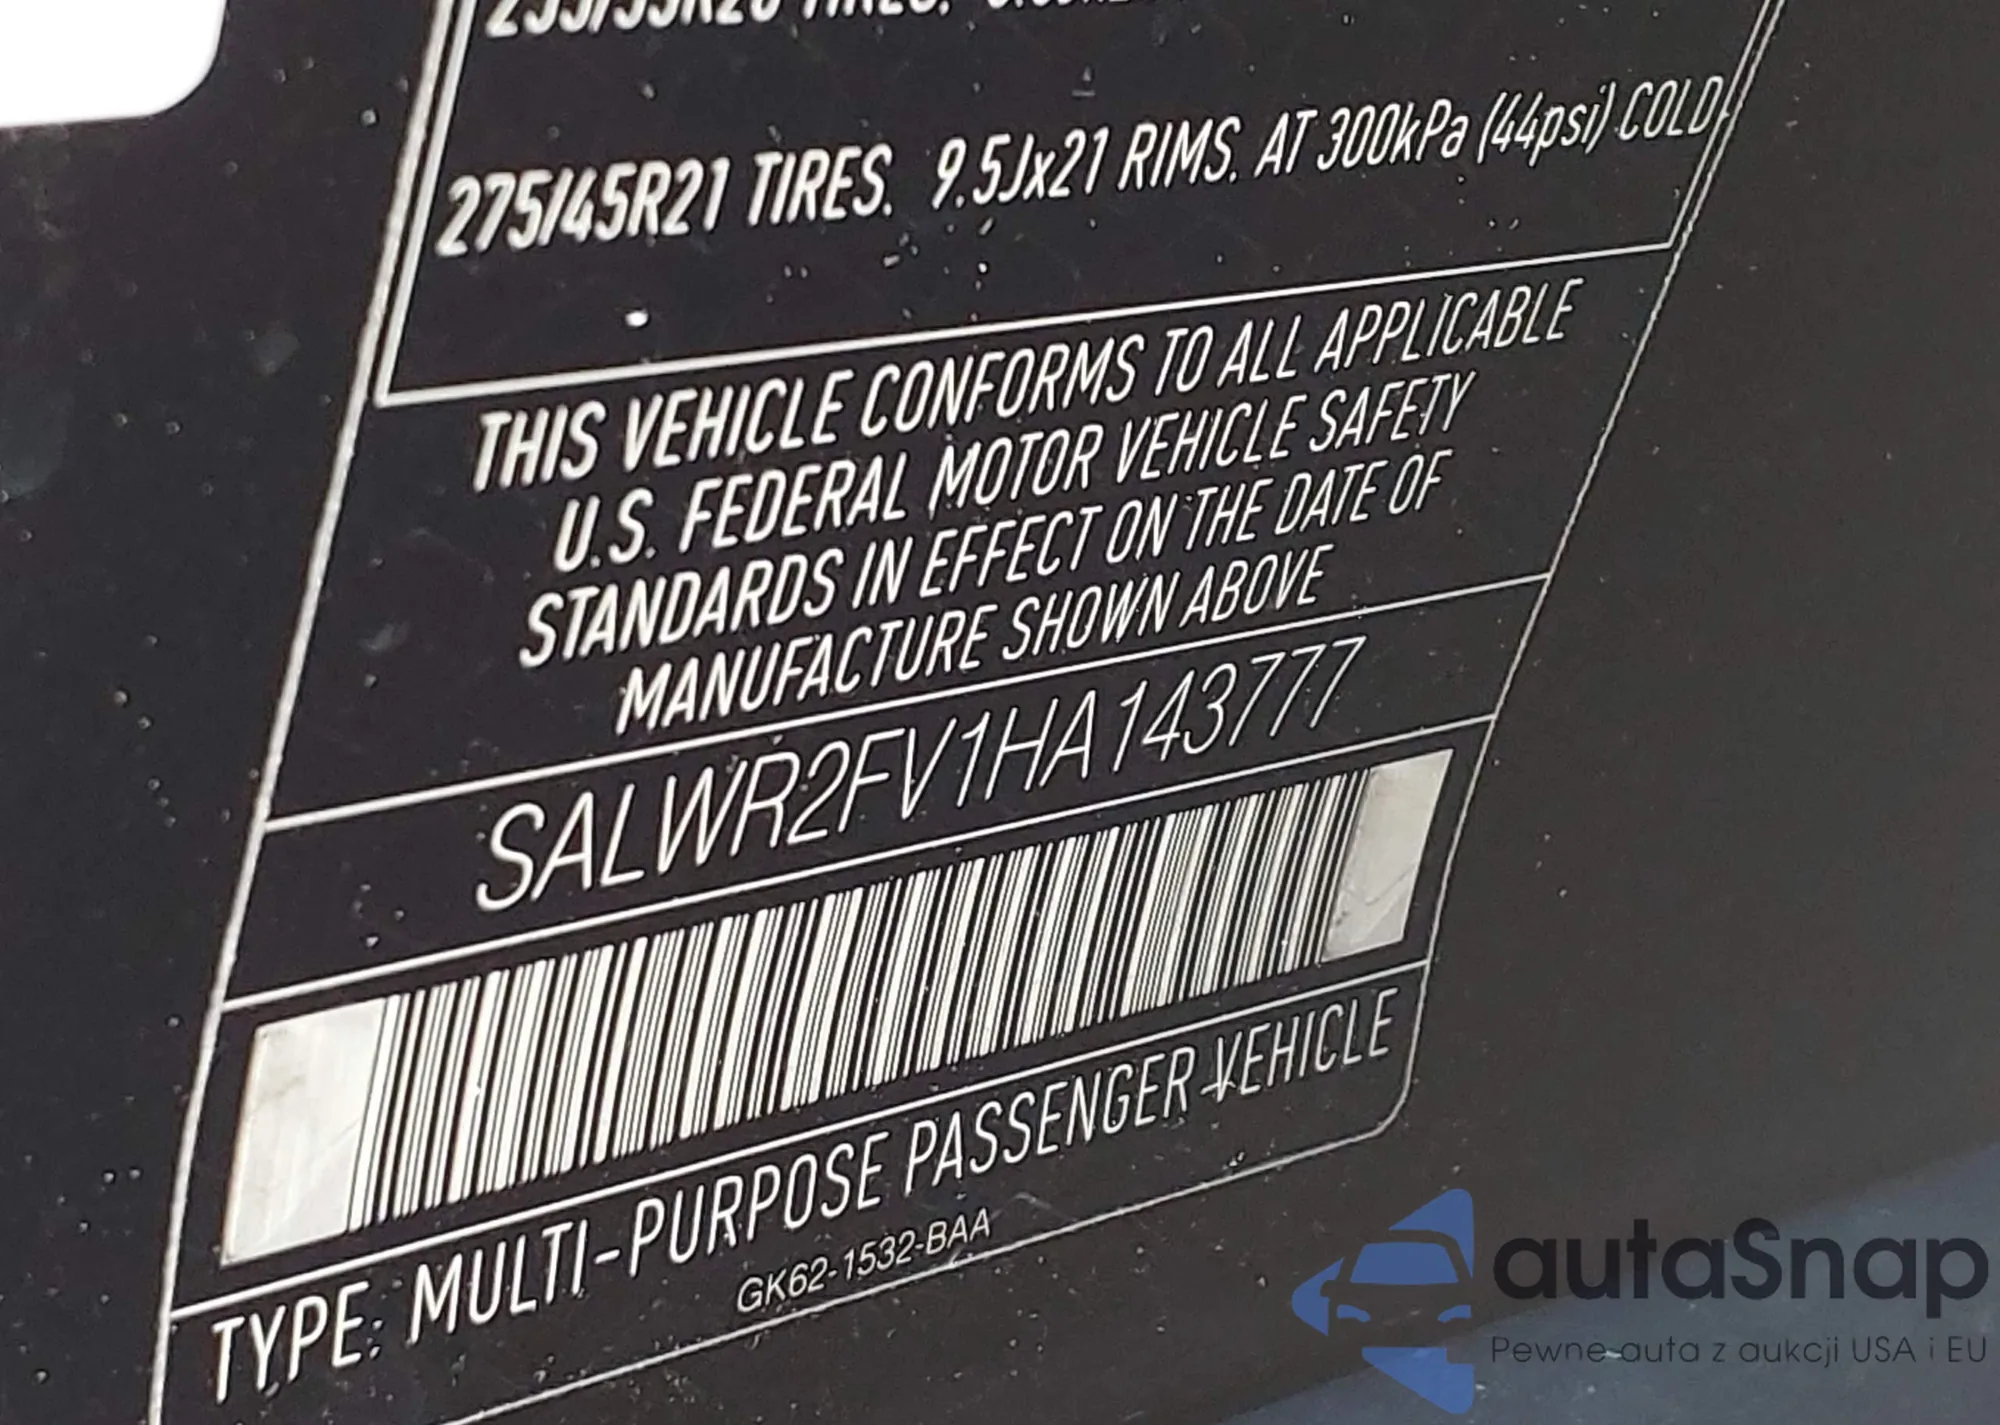 TIRES.
275/45R21 TIRES. 9.5Jx21 RIMS. AT 300kPa (44psi) COLD
THIS VEHICLE CONFORMS TO ALL APPLICABLE
U.S. FEDERAL MOTOR VEHICLE SAFETY
STANDARDS IN EFFECT ON THE DATE OF
MANUFACTURE SHOWN ABOVE
SALWR2FV1HA143777
TYPE: MULTI-PURPOSE PASSENGER VEHICLE
GK62-1532-BAA
autaSnap
Pewne auta z aukcji USA i EU